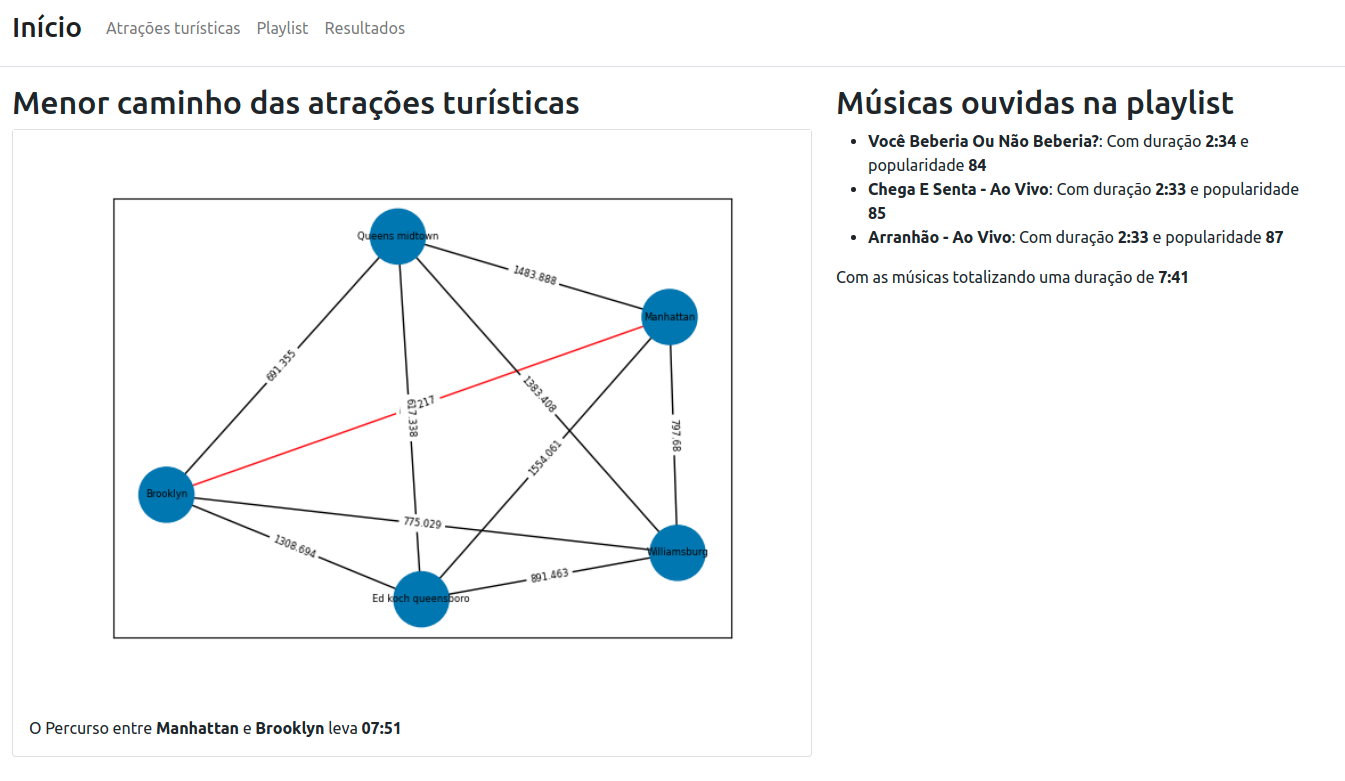 Início Atrações turísticas Playlist Resultados
Menor caminho das atrações turísticas
Queens midtown
1483.888
Manhattan
691.355
1383.408
217
617.338
797.68
1554.061
Brooklyn
775.029
1308.694
Williamsburg
891.463
Ed koch queensboro
O Percurso entre Manhattan e Brooklyn leva 07:51
Músicas ouvidas na playlist
Você Beberia Ou Não Beberia?: Com duração 2:34 e
popularidade 84
Chega E Senta - Ao Vivo: Com duração 2:33 e popularidade
85
Arranhão - Ao Vivo: Com duração 2:33 e popularidade 87
Com as músicas totalizando uma duração de 7:41